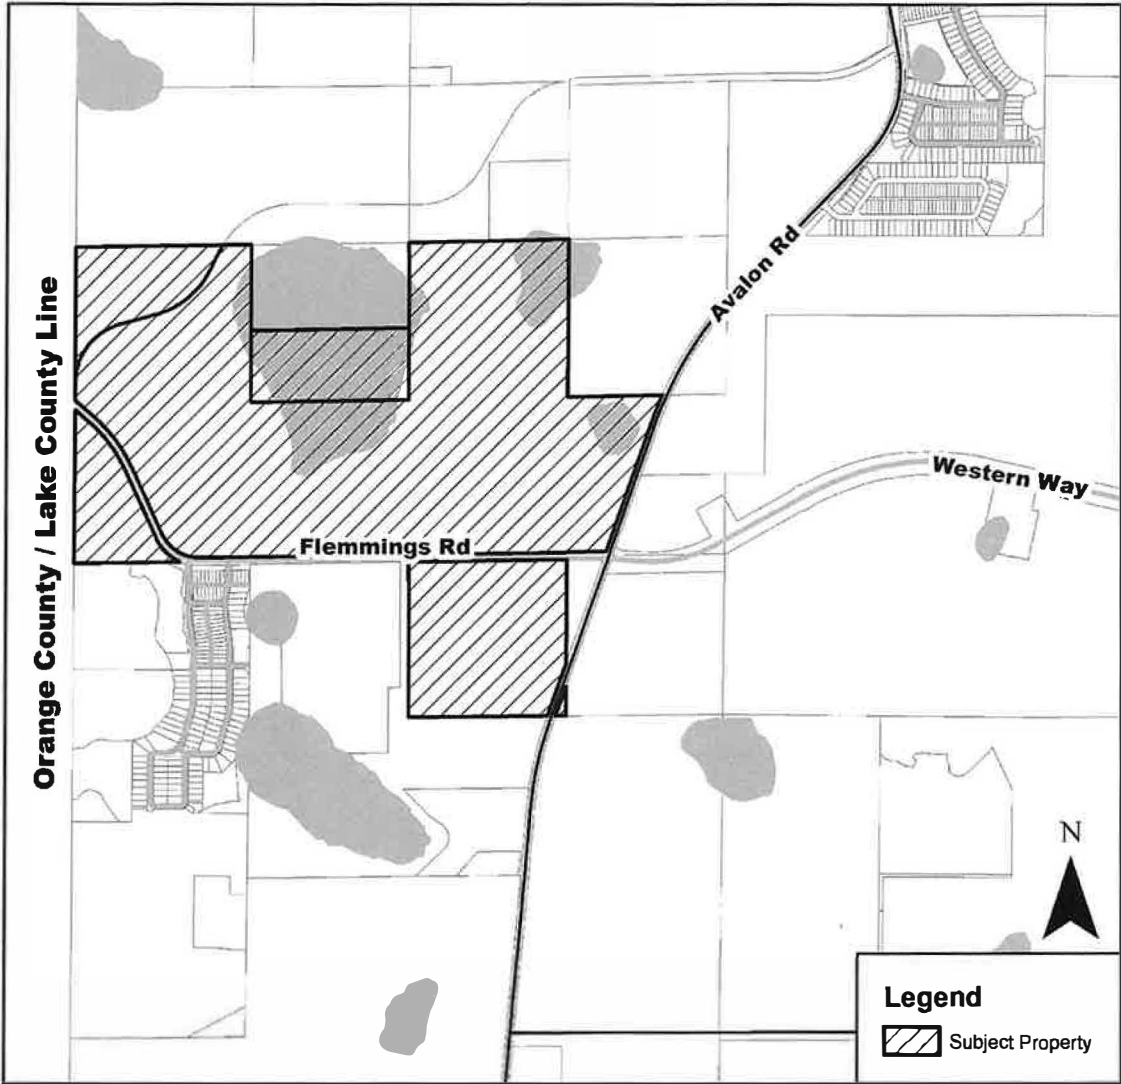 Orange County / Lake County Line
Avalon Rd
Western Way
Flemmings Rd
N
Legend
Subject Property